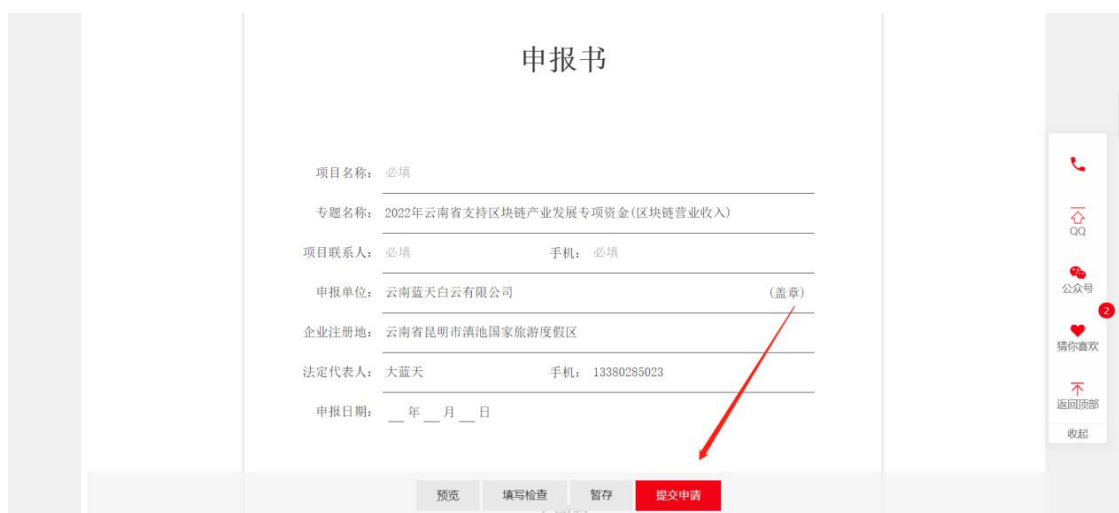 申报书
项目名称： 必填
专题名称： 2022年云南省支持区块链产业发展专项资金(区块链营业收入)
项目联系人： 必填 手机： 必填
申报单位： 云南蓝天白云有限公司 (盖章)
企业注册地： 云南省昆明市滇池国家旅游度假区
法定代表人： 大蓝天 手机： 13380285023
申报日期： __年__月__日
预览 填写检查 暂存 提交申请
QQ
公众号
2
猜你喜欢
返回顶部
收起